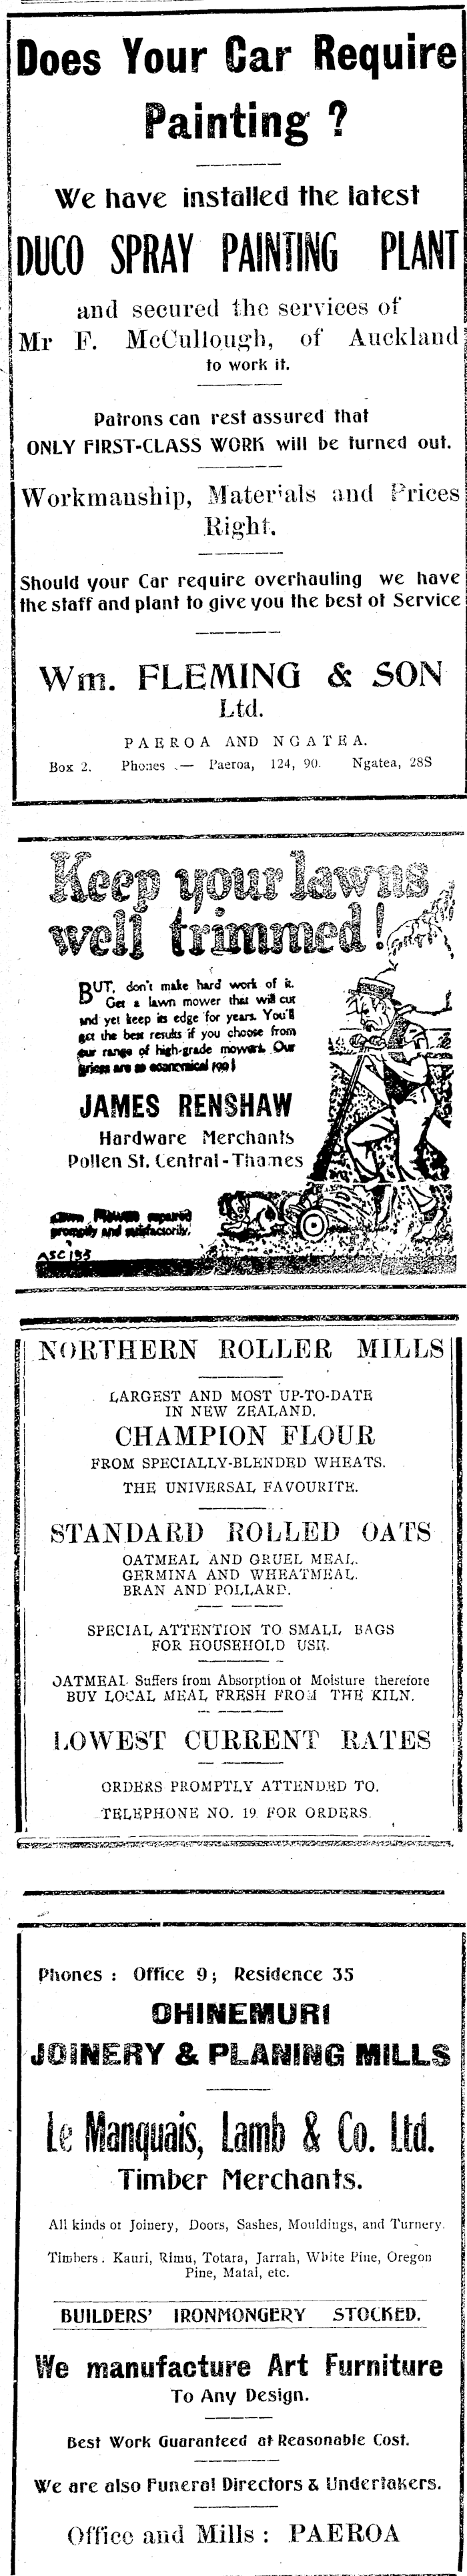 Does Your Car Require
Painting ?
We have installed the latest
DUCO SPRAY PAINTING PLANT
and secured the services of
Mr F. McCullough, of Auckland
to work it.
Patrons can rest assured that
ONLY FIRST-CLASS WORK will be turned out.
Workmanship, Materials and Prices
Right.
Should your Car require overhauling we have
the staff and plant to give you the best of Service
Wm. FLEMING & SON
Ltd.
PAEROA AND NGATEA.
Box 2. Phones .— Paeroa, 124, 90. Ngatea, 28S
Keep your lawns
well trimmed!
BUT, don't make hard work of it.
Get a lawn mower that will cut
and yet keep its edge for years. You'll
get the best results if you choose from
our range of high-grade mowers. Our
prices are so economical too!
JAMES RENSHAW
Hardware Merchants
Pollen St. Central-Thames
Lawn Mowers repaired
promptly and satisfactorily.
ASC 135
NORTHERN ROLLER MILLS
LARGEST AND MOST UP-TO-DATE
IN NEW ZEALAND.
CHAMPION FLOUR
FROM SPECIALLY-BLENDED WHEATS.
THE UNIVERSAL FAVOURITE.
STANDARD ROLLED OATS
OATMEAL AND GRUEL MEAL.
GERMINA AND WHEATMEAL.
BRAN AND POLLARD.
SPECIAL ATTENTION TO SMALL BAGS
FOR HOUSEHOLD USE.
OATMEAL Suffers from Absorption of Moisture therefore
BUY LOCAL MEAL FRESH FROM THE KILN.
LOWEST CURRENT RATES
ORDERS PROMPTLY ATTENDED TO.
TELEPHONE NO. 19 FOR ORDERS.
Phones : Office 9; Residence 35
OHINEMURI
JOINERY & PLANING MILLS
Le Manquais, Lamb & Co. Ltd.
Timber Merchants.
All kinds of Joinery, Doors, Sashes, Mouldings, and Turnery.
Timbers. Kauri, Rimu, Totara, Jarrah, White Pine, Oregon
Pine, Matai, etc.
BUILDERS' IRONMONGERY STOCKED.
We manufacture Art Furniture
To Any Design.
Best Work Guaranteed at Reasonable Cost.
We are also Funeral Directors & Undertakers.
Office and Mills : PAEROA